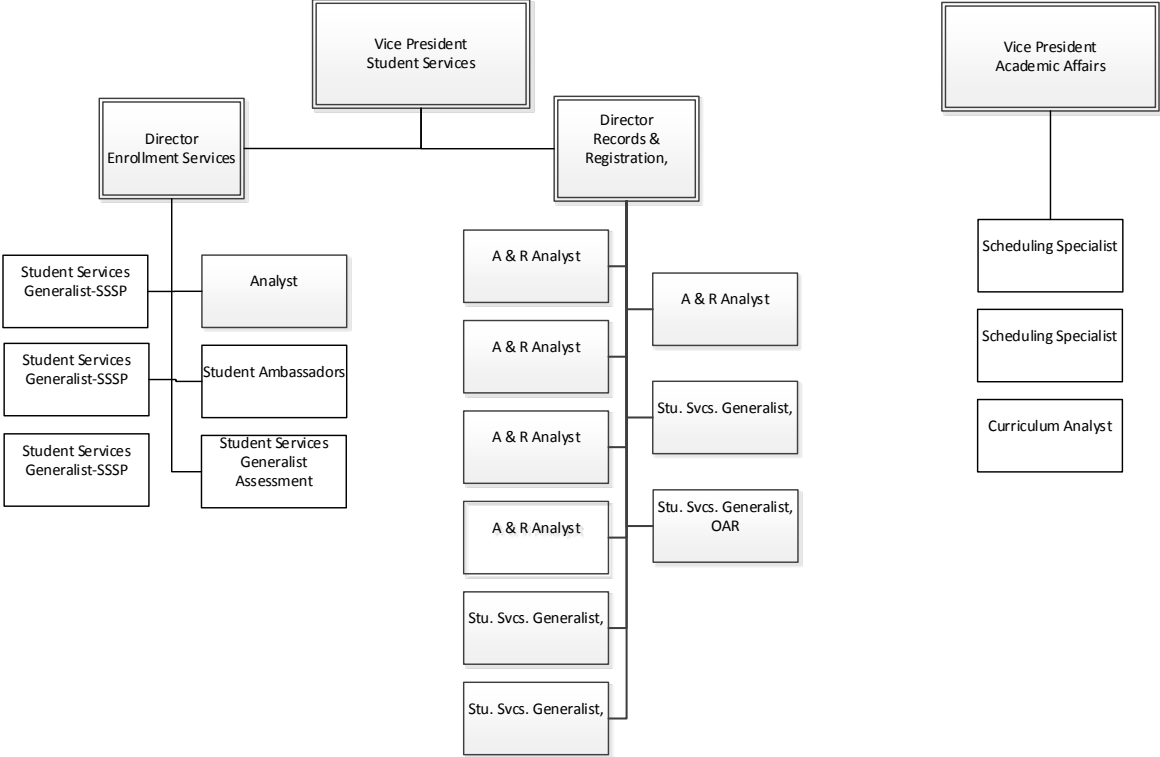 Vice President
Student Services
Vice President
Academic Affairs
Director
Enrollment Services
Director
Records &
Registration,
Student Services
Generalist-SSSP
Analyst
Student Services
Generalist-SSSP
Student Ambassadors
Student Services
Generalist-SSSP
Student Services
Generalist
Assessment
A & R Analyst
A & R Analyst
A & R Analyst
A & R Analyst
Stu. Svcs. Generalist,
Stu. Svcs. Generalist,
A & R Analyst
Stu. Svcs. Generalist,
Stu. Svcs. Generalist,
OAR
Scheduling Specialist
Scheduling Specialist
Curriculum Analyst